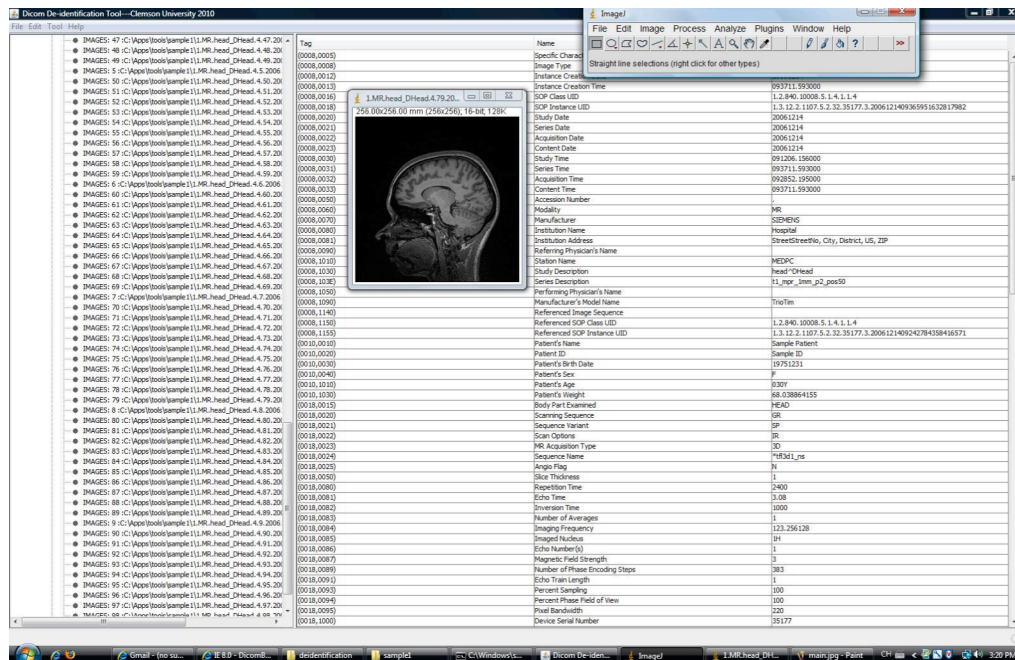 Dicom De-identification Tool---Clemson University 2010
File Edit Tool Help
ImageJ
File Edit Image Process Analyze Plugins Window Help
Straight line selections (right click for other types)
IMAGES: 47 :C:\Apps\tools\sample1\1.MR.head_DHead.4.47.20
IMAGES: 48 :C:\Apps\tools\sample1\1.MR.head_DHead.4.48.20
IMAGES: 49 :C:\Apps\tools\sample1\1.MR.head_DHead.4.49.20
IMAGES: 5 :C:\Apps\tools\sample1\1.MR.head_DHead.4.5.2006
IMAGES: 50 :C:\Apps\tools\sample1\1.MR.head_DHead.4.50.20
IMAGES: 51 :C:\Apps\tools\sample1\1.MR.head_DHead.4.51.20
IMAGES: 52 :C:\Apps\tools\sample1\1.MR.head_DHead.4.52.20
IMAGES: 53 :C:\Apps\tools\sample1\1.MR.head_DHead.4.53.20
IMAGES: 54 :C:\Apps\tools\sample1\1.MR.head_DHead.4.54.20
IMAGES: 55 :C:\Apps\tools\sample1\1.MR.head_DHead.4.55.20
IMAGES: 56 :C:\Apps\tools\sample1\1.MR.head_DHead.4.56.20
IMAGES: 57 :C:\Apps\tools\sample1\1.MR.head_DHead.4.57.20
IMAGES: 58 :C:\Apps\tools\sample1\1.MR.head_DHead.4.58.20
IMAGES: 59 :C:\Apps\tools\sample1\1.MR.head_DHead.4.59.20
IMAGES: 6 :C:\Apps\tools\sample1\1.MR.head_DHead.4.6.2006
IMAGES: 60 :C:\Apps\tools\sample1\1.MR.head_DHead.4.60.20
IMAGES: 61 :C:\Apps\tools\sample1\1.MR.head_DHead.4.61.20
IMAGES: 62 :C:\Apps\tools\sample1\1.MR.head_DHead.4.62.20
IMAGES: 63 :C:\Apps\tools\sample1\1.MR.head_DHead.4.63.20
IMAGES: 64 :C:\Apps\tools\sample1\1.MR.head_DHead.4.64.20
IMAGES: 65 :C:\Apps\tools\sample1\1.MR.head_DHead.4.65.20
IMAGES: 66 :C:\Apps\tools\sample1\1.MR.head_DHead.4.66.20
IMAGES: 67 :C:\Apps\tools\sample1\1.MR.head_DHead.4.67.20
IMAGES: 68 :C:\Apps\tools\sample1\1.MR.head_DHead.4.68.20
IMAGES: 69 :C:\Apps\tools\sample1\1.MR.head_DHead.4.69.20
IMAGES: 7 :C:\Apps\tools\sample1\1.MR.head_DHead.4.7.2006
IMAGES: 70 :C:\Apps\tools\sample1\1.MR.head_DHead.4.70.20
IMAGES: 71 :C:\Apps\tools\sample1\1.MR.head_DHead.4.71.20
IMAGES: 72 :C:\Apps\tools\sample1\1.MR.head_DHead.4.72.20
IMAGES: 73 :C:\Apps\tools\sample1\1.MR.head_DHead.4.73.20
IMAGES: 74 :C:\Apps\tools\sample1\1.MR.head_DHead.4.74.20
IMAGES: 75 :C:\Apps\tools\sample1\1.MR.head_DHead.4.75.20
IMAGES: 76 :C:\Apps\tools\sample1\1.MR.head_DHead.4.76.20
IMAGES: 77 :C:\Apps\tools\sample1\1.MR.head_DHead.4.77.20
IMAGES: 78 :C:\Apps\tools\sample1\1.MR.head_DHead.4.78.20
IMAGES: 79 :C:\Apps\tools\sample1\1.MR.head_DHead.4.79.20
IMAGES: 8 :C:\Apps\tools\sample1\1.MR.head_DHead.4.8.2006
IMAGES: 80 :C:\Apps\tools\sample1\1.MR.head_DHead.4.80.20
IMAGES: 81 :C:\Apps\tools\sample1\1.MR.head_DHead.4.81.20
IMAGES: 82 :C:\Apps\tools\sample1\1.MR.head_DHead.4.82.20
IMAGES: 83 :C:\Apps\tools\sample1\1.MR.head_DHead.4.83.20
IMAGES: 84 :C:\Apps\tools\sample1\1.MR.head_DHead.4.84.20
IMAGES: 85 :C:\Apps\tools\sample1\1.MR.head_DHead.4.85.20
IMAGES: 86 :C:\Apps\tools\sample1\1.MR.head_DHead.4.86.20
IMAGES: 87 :C:\Apps\tools\sample1\1.MR.head_DHead.4.87.20
IMAGES: 88 :C:\Apps\tools\sample1\1.MR.head_DHead.4.88.20
IMAGES: 89 :C:\Apps\tools\sample1\1.MR.head_DHead.4.89.20
IMAGES: 9 :C:\Apps\tools\sample1\1.MR.head_DHead.4.9.2006
IMAGES: 90 :C:\Apps\tools\sample1\1.MR.head_DHead.4.90.20
IMAGES: 91 :C:\Apps\tools\sample1\1.MR.head_DHead.4.91.20
IMAGES: 92 :C:\Apps\tools\sample1\1.MR.head_DHead.4.92.20
IMAGES: 93 :C:\Apps\tools\sample1\1.MR.head_DHead.4.93.20
IMAGES: 94 :C:\Apps\tools\sample1\1.MR.head_DHead.4.94.20
IMAGES: 95 :C:\Apps\tools\sample1\1.MR.head_DHead.4.95.20
IMAGES: 96 :C:\Apps\tools\sample1\1.MR.head_DHead.4.96.20
IMAGES: 97 :C:\Apps\tools\sample1\1.MR.head_DHead.4.97.20
1.MR.head_DHead.4.79.20...
256.00x256.00 mm (256x256); 16-bit; 128K
Tag Name
(0008,0005) Specific Charac
(0008,0008) Image Type
(0008,0012) Instance Creati
(0008,0013) Instance Creation Time 093711.593000
(0008,0016) SOP Class UID 1.2.840.10008.5.1.4.1.1.4
(0008,0018) SOP Instance UID 1.3.12.2.1107.5.2.32.35177.3.2006121409365951632817982
(0008,0020) Study Date 20061214
(0008,0021) Series Date 20061214
(0008,0022) Acquisition Date 20061214
(0008,0023) Content Date 20061214
(0008,0030) Study Time 091206.156000
(0008,0031) Series Time 093711.593000
(0008,0032) Acquisition Time 092852.195000
(0008,0033) Content Time 093711.593000
(0008,0050) Accession Number
(0008,0060) Modality MR
(0008,0070) Manufacturer SIEMENS
(0008,0080) Institution Name Hospital
(0008,0081) Institution Address StreetStreetNo, City, District, US, ZIP
(0008,0090) Referring Physician's Name
(0008,1010) Station Name MEDPC
(0008,1030) Study Description head^DHead
(0008,103E) Series Description t1_mpr_1mm_p2_pos50
(0008,1050) Performing Physician's Name
(0008,1090) Manufacturer's Model Name TrioTim
(0008,1140) Referenced Image Sequence
(0008,1150) Referenced SOP Class UID 1.2.840.10008.5.1.4.1.1.4
(0008,1155) Referenced SOP Instance UID 1.3.12.2.1107.5.2.32.35177.3.2006121409242784358416571
(0010,0010) Patient's Name Sample Patient
(0010,0020) Patient ID Sample ID
(0010,0030) Patient's Birth Date 19751231
(0010,0040) Patient's Sex F
(0010,1010) Patient's Age 030Y
(0010,1030) Patient's Weight 68.038864155
(0018,0015) Body Part Examined HEAD
(0018,0020) Scanning Sequence GR
(0018,0021) Sequence Variant SP
(0018,0022) Scan Options IR
(0018,0023) MR Acquisition Type 3D
(0018,0024) Sequence Name *tfl3d1_ns
(0018,0025) Angio Flag N
(0018,0050) Slice Thickness 1
(0018,0080) Repetition Time 2400
(0018,0081) Echo Time 3.08
(0018,0082) Inversion Time 1000
(0018,0083) Number of Averages 1
(0018,0084) Imaging Frequency 123.256128
(0018,0085) Imaged Nucleus 1H
(0018,0086) Echo Number(s) 1
(0018,0087) Magnetic Field Strength 3
(0018,0089) Number of Phase Encoding Steps 383
(0018,0091) Echo Train Length 1
(0018,0093) Percent Sampling 100
(0018,0094) Percent Phase Field of View 100
(0018,0095) Pixel Bandwidth 220
(0018,1000) Device Serial Number 35177
Gmail - (no su... IE 8.0 - DicomB... deidentification sample1 C:\Windows\s... Dicom De-iden... ImageJ 1.MR.head_DH... main.jpg - Paint CH 3:20 PM